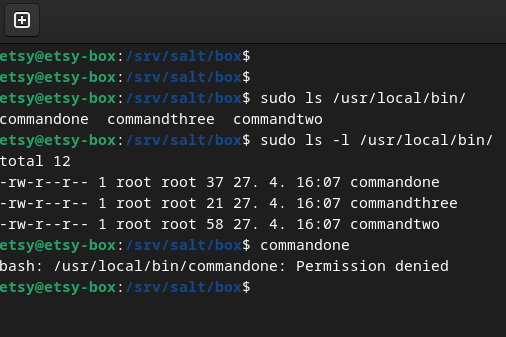 etsy@etsy-box:/srv/salt/box$
etsy@etsy-box:/srv/salt/box$
etsy@etsy-box:/srv/salt/box$ sudo ls /usr/local/bin/
commandone  commandthree  commandtwo
etsy@etsy-box:/srv/salt/box$ sudo ls -l /usr/local/bin/
total 12
-rw-r--r-- 1 root root 37 27. 4. 16:07 commandone
-rw-r--r-- 1 root root 21 27. 4. 16:07 commandthree
-rw-r--r-- 1 root root 58 27. 4. 16:07 commandtwo
etsy@etsy-box:/srv/salt/box$ commandone
bash: /usr/local/bin/commandone: Permission denied
etsy@etsy-box:/srv/salt/box$